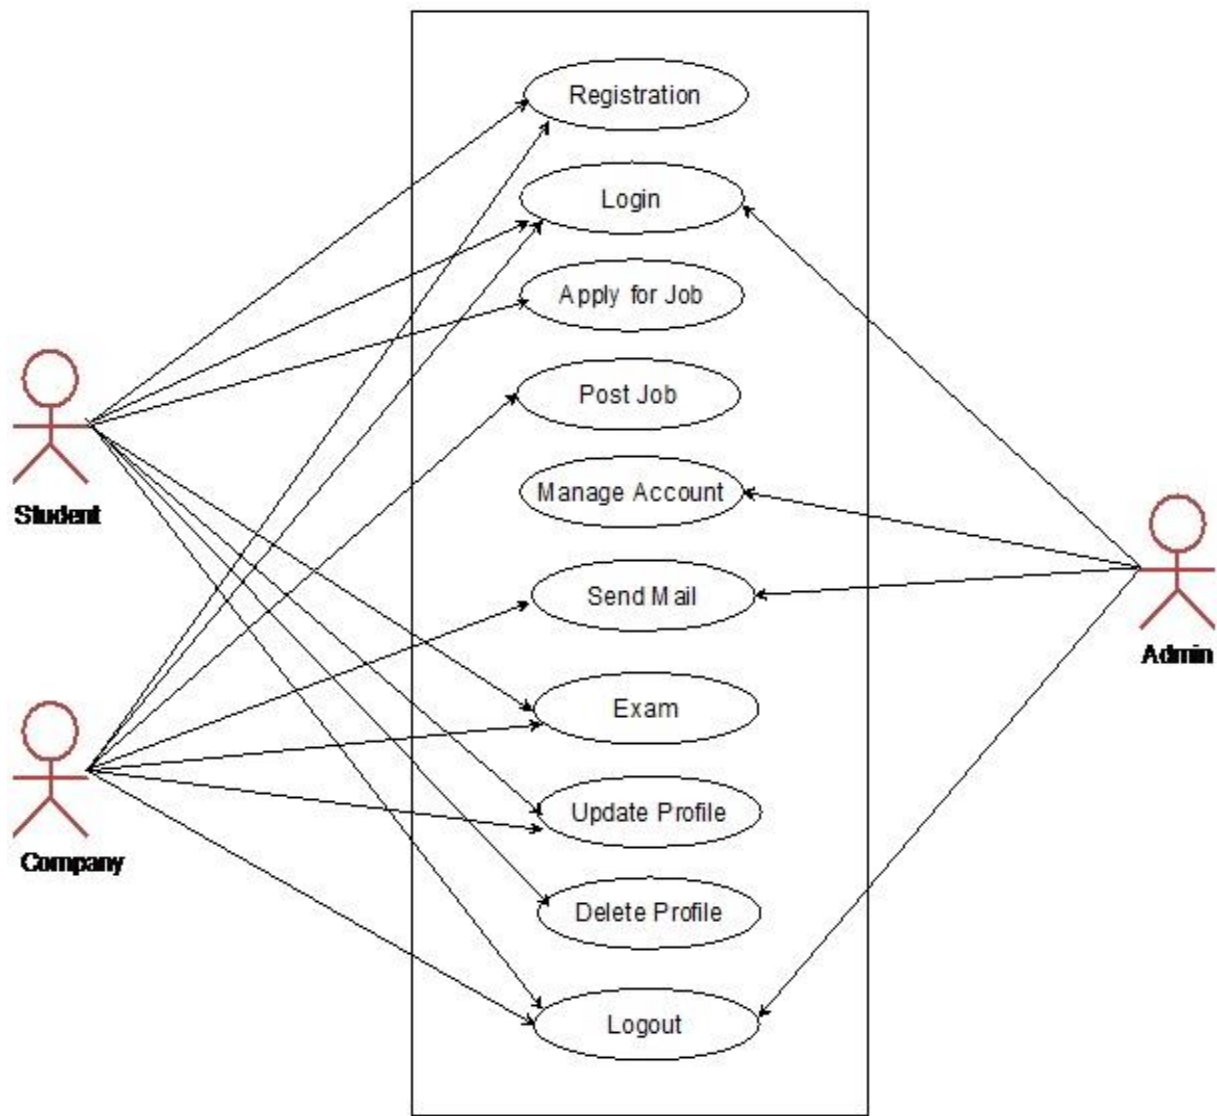 Registration
Login
Apply for Job
Post Job
Manage Account
Student
Send Mail
Admin
Exam
Update Profile
Company
Delete Profile
Logout